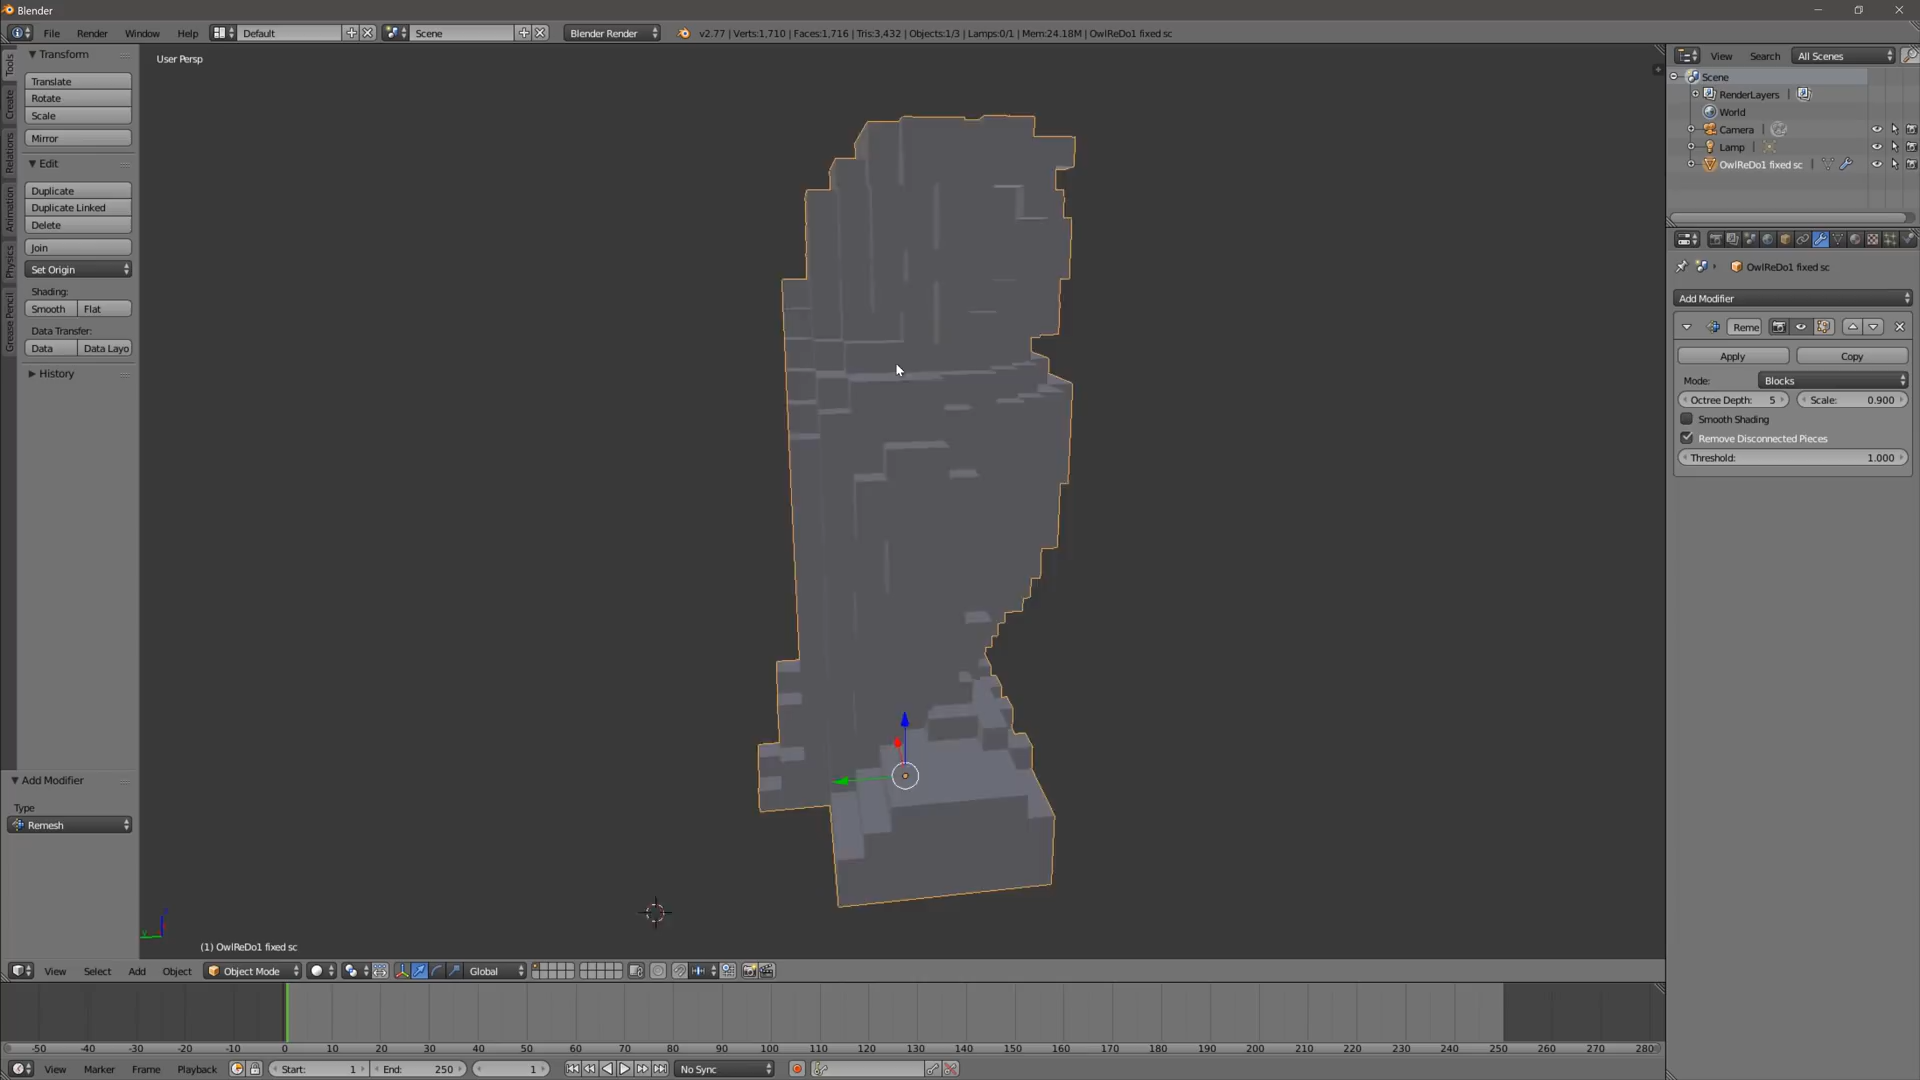 Blender
File Render Window Help Default Scene Blender Render v2.77 | Verts:1,710 | Faces:1,716 | Tris:3,432 | Objects:1/3 | Lamps:0/1 | Mem:24.18M | OwlReDo1 fixed sc
Tools
Create
Relations
Animation
Physics
Grease Pencil
Transform
Translate
Rotate
Scale
Mirror
Edit
Duplicate
Duplicate Linked
Delete
Join
Set Origin
Shading:
Smooth Flat
Data Transfer:
Data Data Layo
History
Add Modifier
Type
Remesh
User Persp
(1) OwlReDo1 fixed sc
View Search All Scenes
Scene
RenderLayers |
World
Camera |
Lamp |
OwlReDo1 fixed sc |
OwlReDo1 fixed sc
Add Modifier
Reme
Apply Copy
Mode: Blocks
Octree Depth: 5 Scale: 0.900
Smooth Shading
Remove Disconnected Pieces
Threshold: 1.000
View Select Add Object Object Mode Global
-50 -40 -30 -20 -10 0 10 20 30 40 50 60 70 80 90 100 110 120 130 140 150 160 170 180 190 200 210 220 230 240 250 260 270 280
View Marker Frame Playback Start: 1 End: 250 1 No Sync